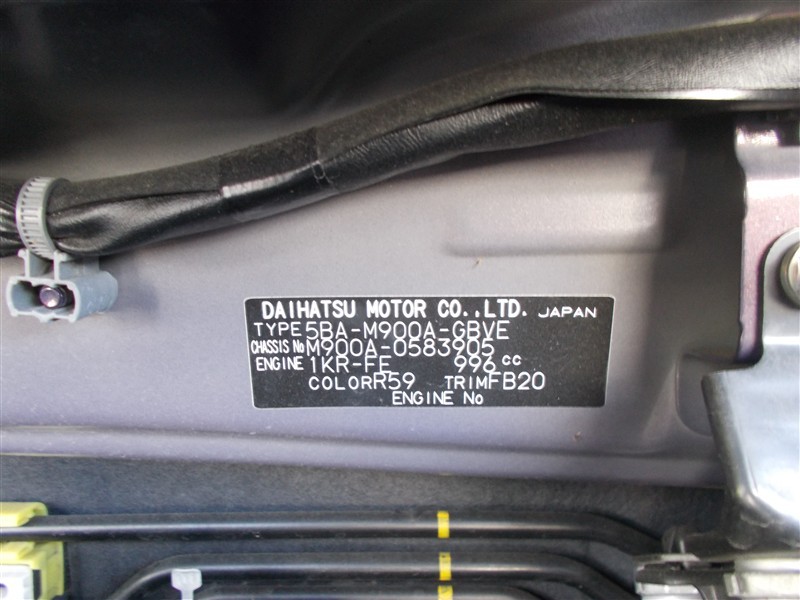 DAIHATSU MOTOR CO.,LTD. JAPAN
TYPE 5BA-M900A-GBVE
CHASSIS No M900A-0583905
ENGINE 1KR-FE 996 cc
COLOR R59 TRIM FB20
ENGINE No